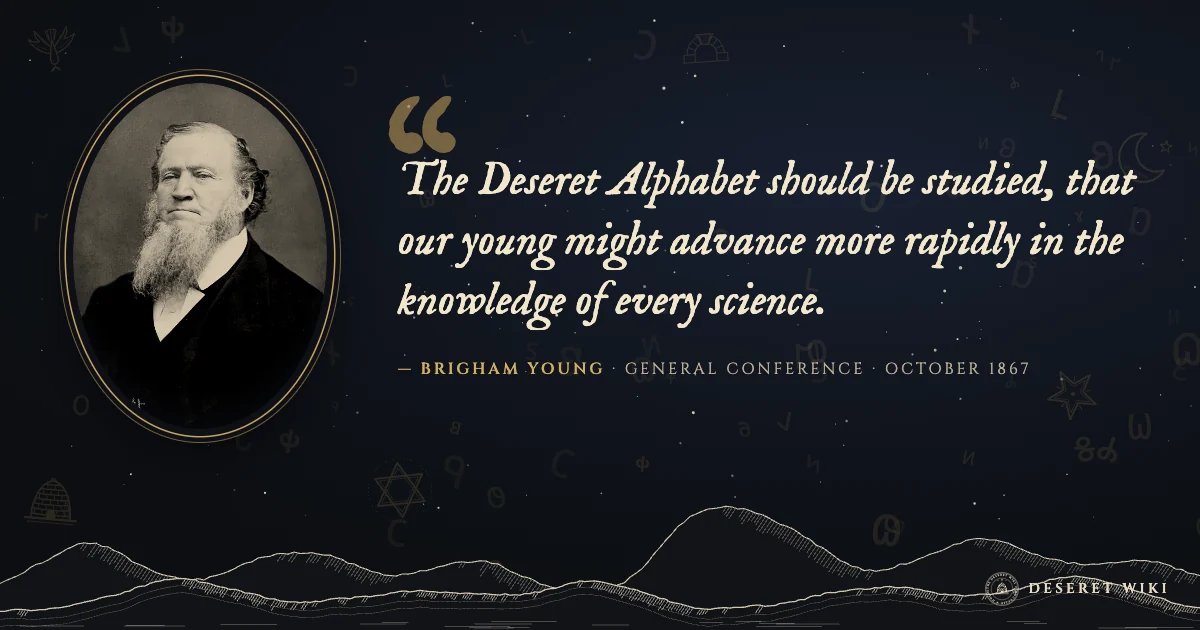 “The Deseret Alphabet should be studied, that
our young might advance more rapidly in the
knowledge of every science.
— BRIGHAM YOUNG · GENERAL CONFERENCE · OCTOBER 1867
DESERET WIKI